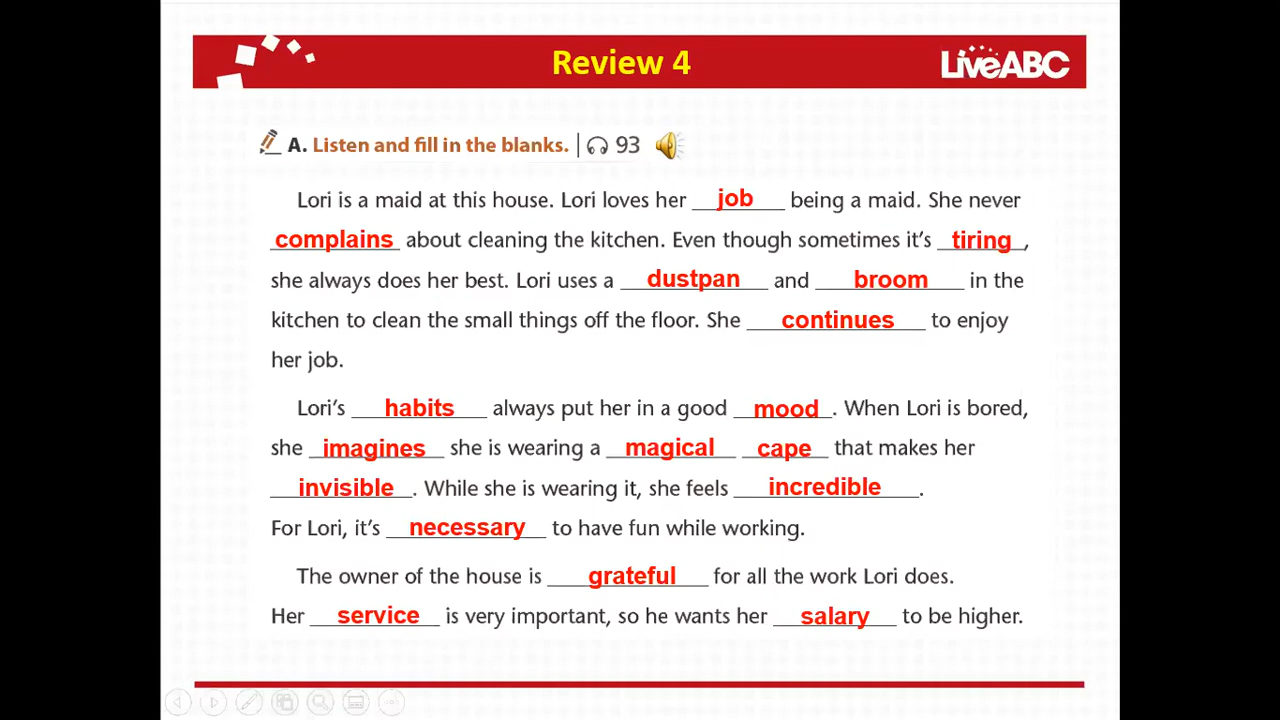 Review 4
LiveABC
A. Listen and fill in the blanks. | 93
Lori is a maid at this house. Lori loves her job being a maid. She never
complains about cleaning the kitchen. Even though sometimes it's tiring,
she always does her best. Lori uses a dustpan and broom in the
kitchen to clean the small things off the floor. She continues to enjoy
her job.
Lori's habits always put her in a good mood. When Lori is bored,
she imagines she is wearing a magical cape that makes her
invisible. While she is wearing it, she feels incredible.
For Lori, it's necessary to have fun while working.
The owner of the house is grateful for all the work Lori does.
Her service is very important, so he wants her salary to be higher.